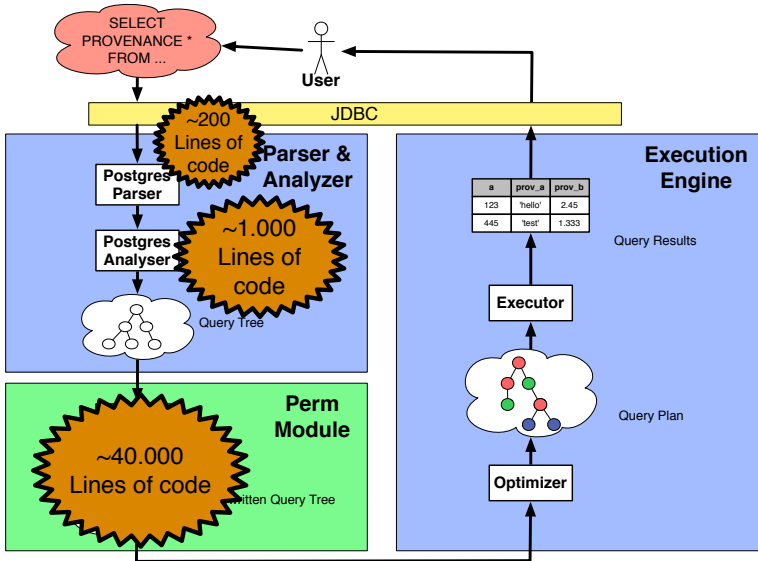 SELECT
PROVENANCE *
FROM ...
User
JDBC
~200
Lines of
code
Parser &
Analyzer
Postgres
Parser
Postgres
Analyser
~1.000
Lines of
code
Query Tree
Perm
Module
~40.000
Lines of code
written Query Tree
Execution
Engine
a prov_a prov_b
123 'hello' 2.45
445 'test' 1.333
Query Results
Executor
Query Plan
Optimizer